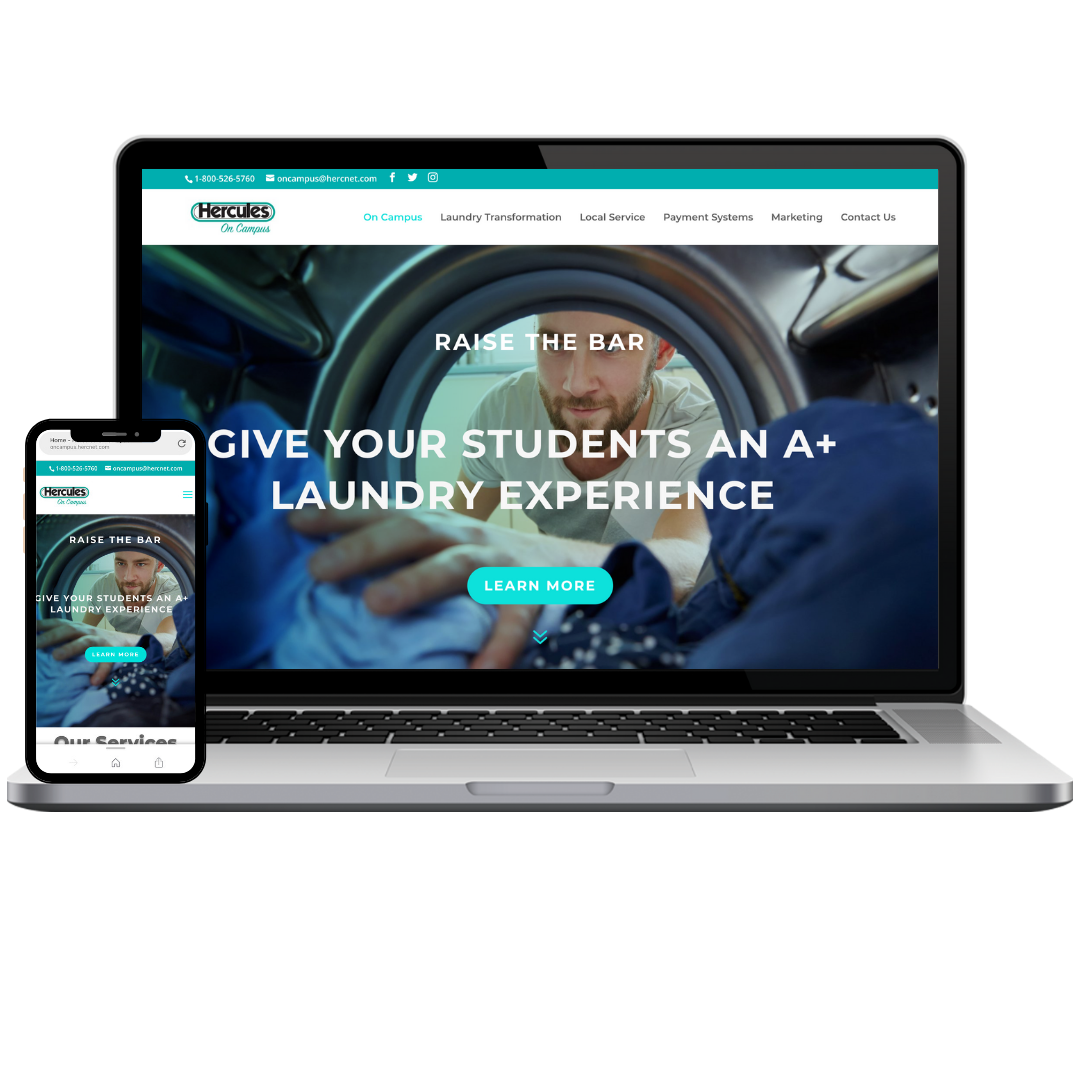 1-800-526-5760 oncampus@hercnet.com
Hercules
On Campus
On Campus Laundry Transformation Local Service Payment Systems Marketing Contact Us
RAISE THE BAR
GIVE YOUR STUDENTS AN A+
LAUNDRY EXPERIENCE
LEARN MORE
Home -
oncampus.hercnet.com
1-800-526-5760 oncampus@hercnet.com
Hercules
On Campus
RAISE THE BAR
GIVE YOUR STUDENTS AN A+
LAUNDRY EXPERIENCE
LEARN MORE
Our Services